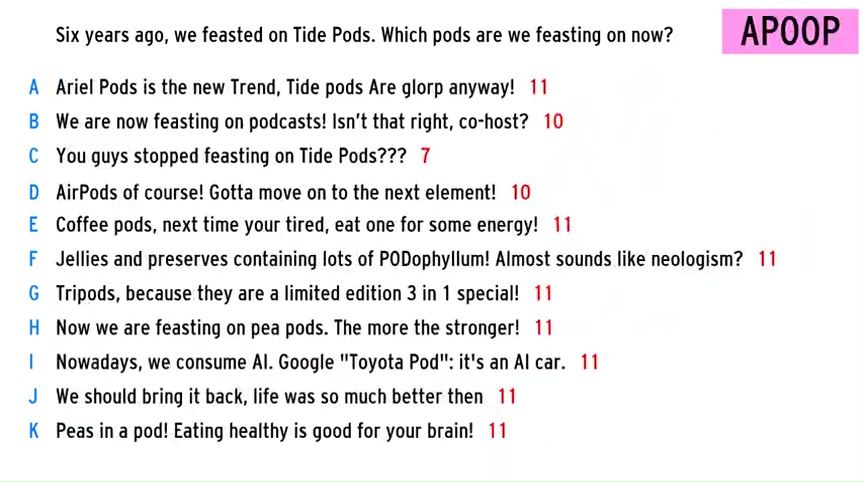 Six years ago, we feasted on Tide Pods. Which pods are we feasting on now?
APOOP
A Ariel Pods is the new Trend, Tide pods Are glorp anyway! 11
B We are now feasting on podcasts! Isn't that right, co-host? 10
C You guys stopped feasting on Tide Pods??? 7
D AirPods of course! Gotta move on to the next element! 10
E Coffee pods, next time your tired, eat one for some energy! 11
F Jellies and preserves containing lots of PODophyllum! Almost sounds like neologism? 11
G Tripods, because they are a limited edition 3 in 1 special! 11
H Now we are feasting on pea pods. The more the stronger! 11
I Nowadays, we consume AI. Google "Toyota Pod": it's an AI car. 11
J We should bring it back, life was so much better then 11
K Peas in a pod! Eating healthy is good for your brain! 11